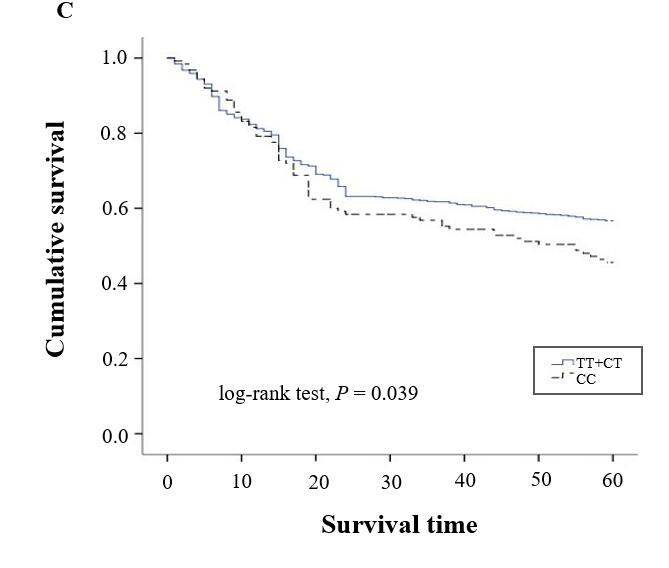 C
Cumulative survival
1.0
0.8
0.6
0.4
0.2
0.0
TT+CT
CC
log-rank test, P = 0.039
0 10 20 30 40 50 60
Survival time